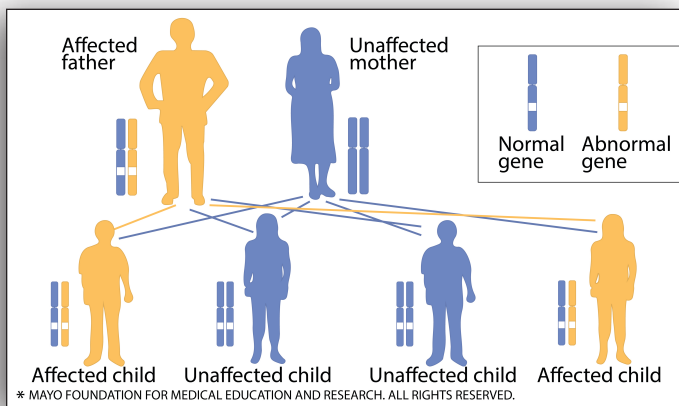 Affected
father
Unaffected
mother
Normal
gene
Abnormal
gene
Affected child
Unaffected child
Unaffected child
Affected child
* MAYO FOUNDATION FOR MEDICAL EDUCATION AND RESEARCH. ALL RIGHTS RESERVED.